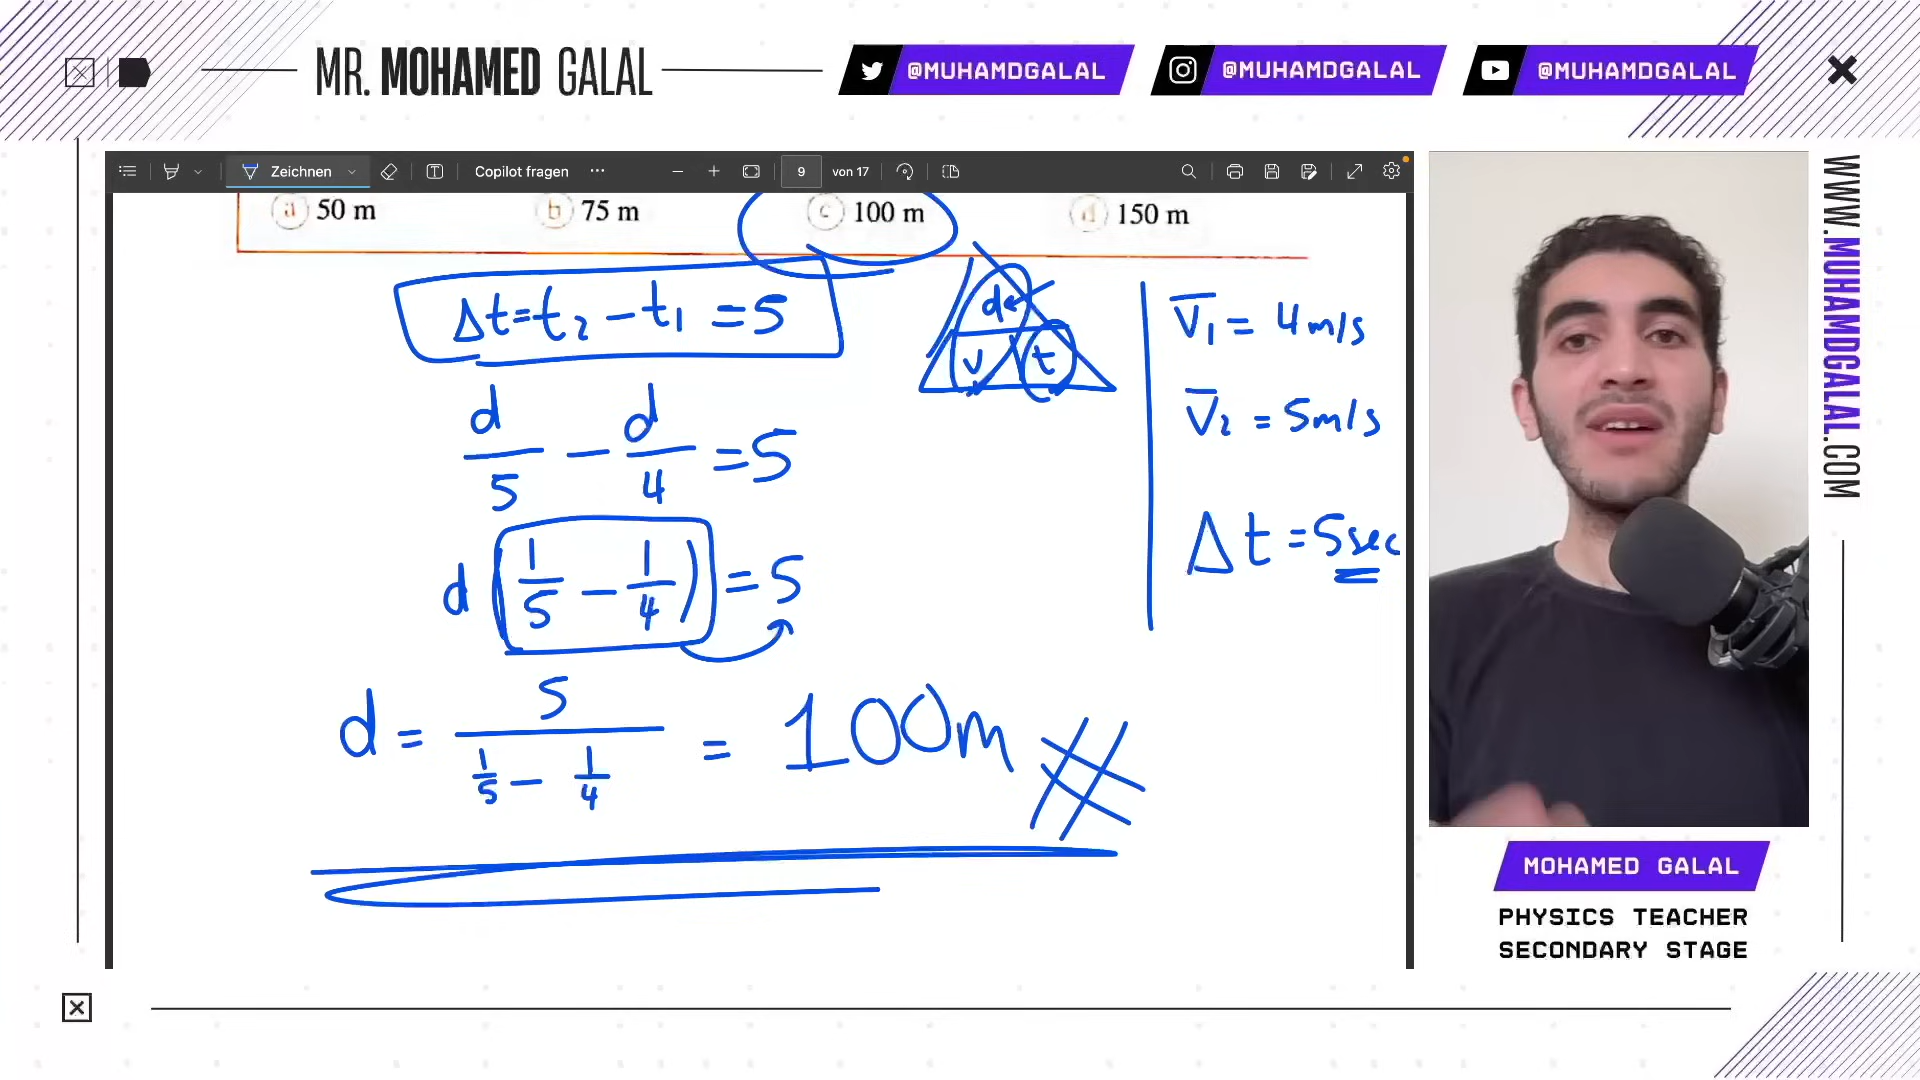 MR. MOHAMED GALAL
@MUHAMDGALAL
@MUHAMDGALAL
@MUHAMDGALAL
Zeichnen
Copilot fragen
9 von 17
a 50 m b 75 m c 100 m d 150 m
Δt=t₂ − t₁ = 5
d/5 − d/4 = 5
d (1/5 − 1/4) = 5
d = 5/(1/5 − 1/4) = 100m
d
v t
V̅₁ = 4 m/s
V̅₂ = 5m/s
Δt = 5sec
WWW.MUHAMDGALAL.COM
MOHAMED GALAL
PHYSICS TEACHER
SECONDARY STAGE